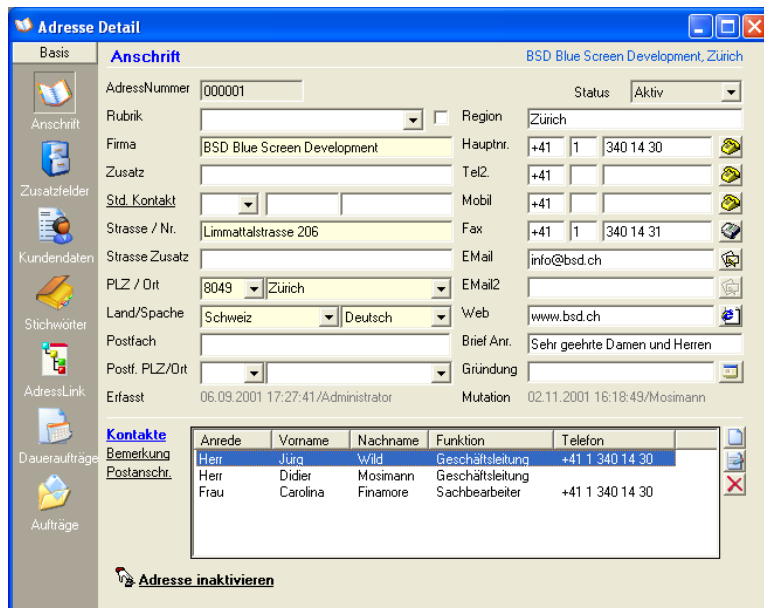 Adresse Detail
Basis
Anschrift
BSD Blue Screen Development, Zürich
AdressNummer 000001 Status Aktiv
Rubrik Region Zürich
Firma BSD Blue Screen Development Hauptnr. +41 1 340 14 30
Zusatz Tel2. +41
Std. Kontakt Mobil +41
Strasse / Nr. Limmattalstrasse 206 Fax +41 1 340 14 31
Strasse Zusatz EMail info@bsd.ch
PLZ / Ort 8049 Zürich EMail2
Land/Spache Schweiz Deutsch Web www.bsd.ch
Postfach Brief Anr. Sehr geehrte Damen und Herren
Postf. PLZ/Ort Gründung
Erfasst 06.09.2001 17:27:41/Administrator Mutation 02.11.2001 16:18:49/Mosimann
Anschrift
Zusatzfelder
Kundendaten
Stichwörter
AdressLink
Daueraufträge
Aufträge
Kontakte
Bemerkung
Postanschr.
Anrede Vorname Nachname Funktion Telefon
Herr Jürg Wild Geschäftsleitung +41 1 340 14 30
Herr Didier Mosimann Geschäftsleitung
Frau Carolina Finamore Sachbearbeiter +41 1 340 14 30
Adresse inaktivieren